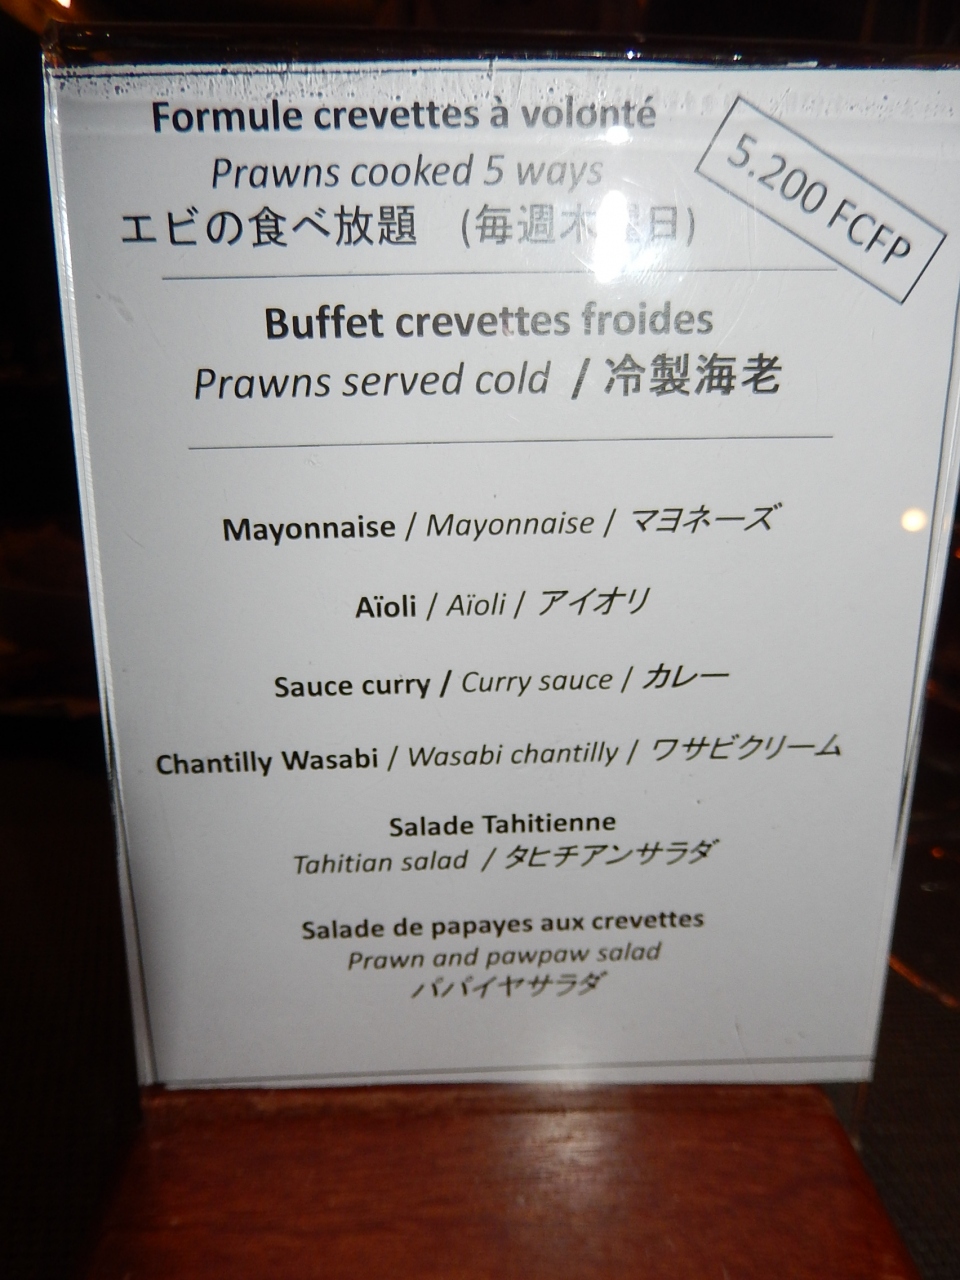 Formule crevettes à volonté
Prawns cooked 5 ways
エビの食べ放題 (毎週木曜日)
5.200 FCFP
Buffet crevettes froides
Prawns served cold / 冷製海老
Mayonnaise / Mayonnaise / マヨネーズ
Aïoli / Aïoli / アイオリ
Sauce curry / Curry sauce / カレー
Chantilly Wasabi / Wasabi chantilly / ワサビクリーム
Salade Tahitienne
Tahitian salad / タヒチアンサラダ
Salade de papayes aux crevettes
Prawn and pawpaw salad
パパイヤサラダ